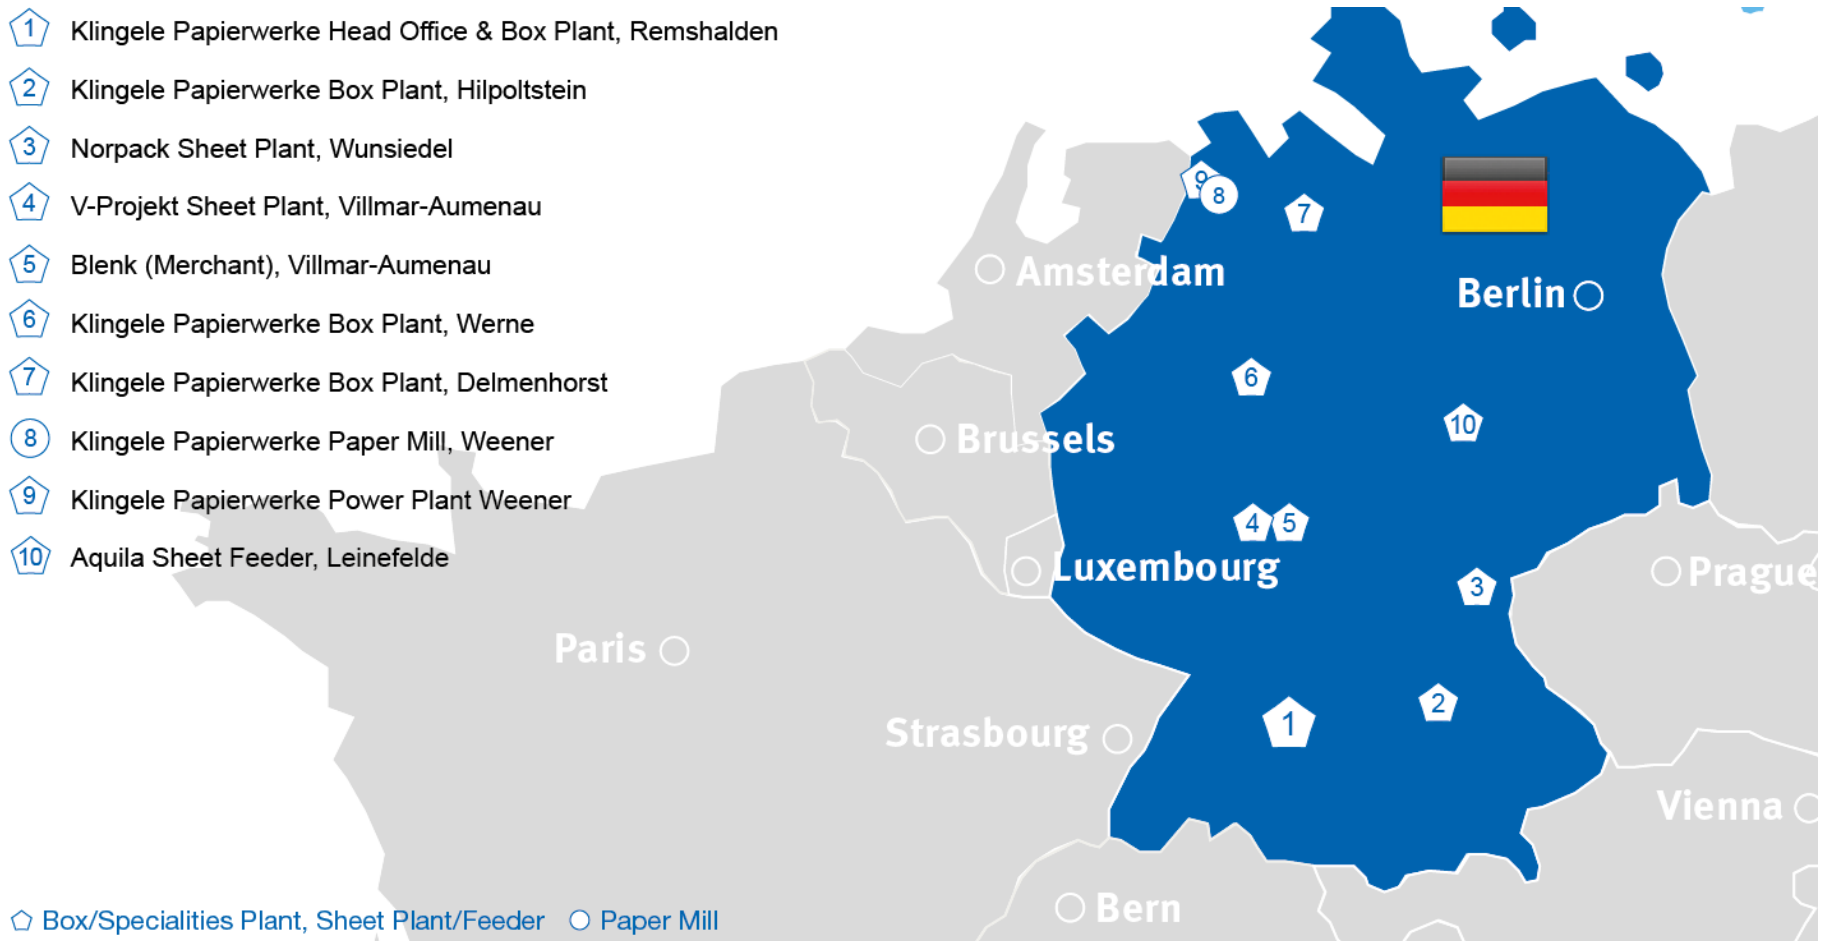 1 Klingele Papierwerke Head Office & Box Plant, Remshalden
2 Klingele Papierwerke Box Plant, Hilpoltstein
3 Norpack Sheet Plant, Wunsiedel
4 V-Projekt Sheet Plant, Villmar-Aumenau
5 Blenk (Merchant), Villmar-Aumenau
6 Klingele Papierwerke Box Plant, Werne
7 Klingele Papierwerke Box Plant, Delmenhorst
8 Klingele Papierwerke Paper Mill, Weener
9 Klingele Papierwerke Power Plant Weener
10 Aquila Sheet Feeder, Leinefelde
9
8
7
Amsterdam
Berlin
6
10
Brussels
4
5
Luxembourg
3
Prague
Paris
2
1
Strasbourg
Vienna
Bern
Box/Specialities Plant, Sheet Plant/Feeder Paper Mill